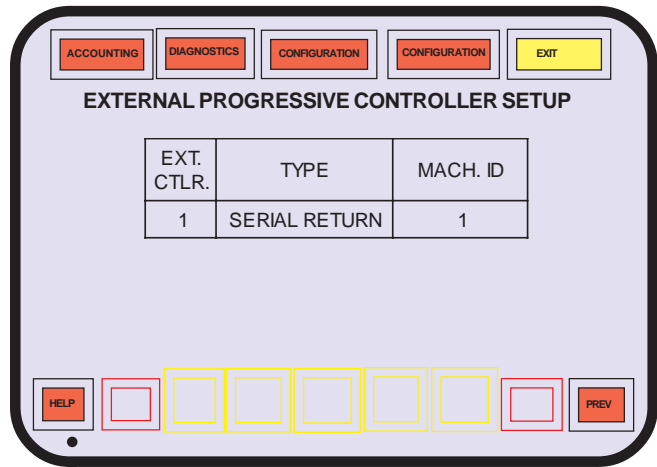 ACCOUNTING DIAGNOSTICS CONFIGURATION CONFIGURATION EXIT
EXTERNAL PROGRESSIVE CONTROLLER SETUP
EXT. CTLR. TYPE MACH. ID
1 SERIAL RETURN 1
HELP PREV